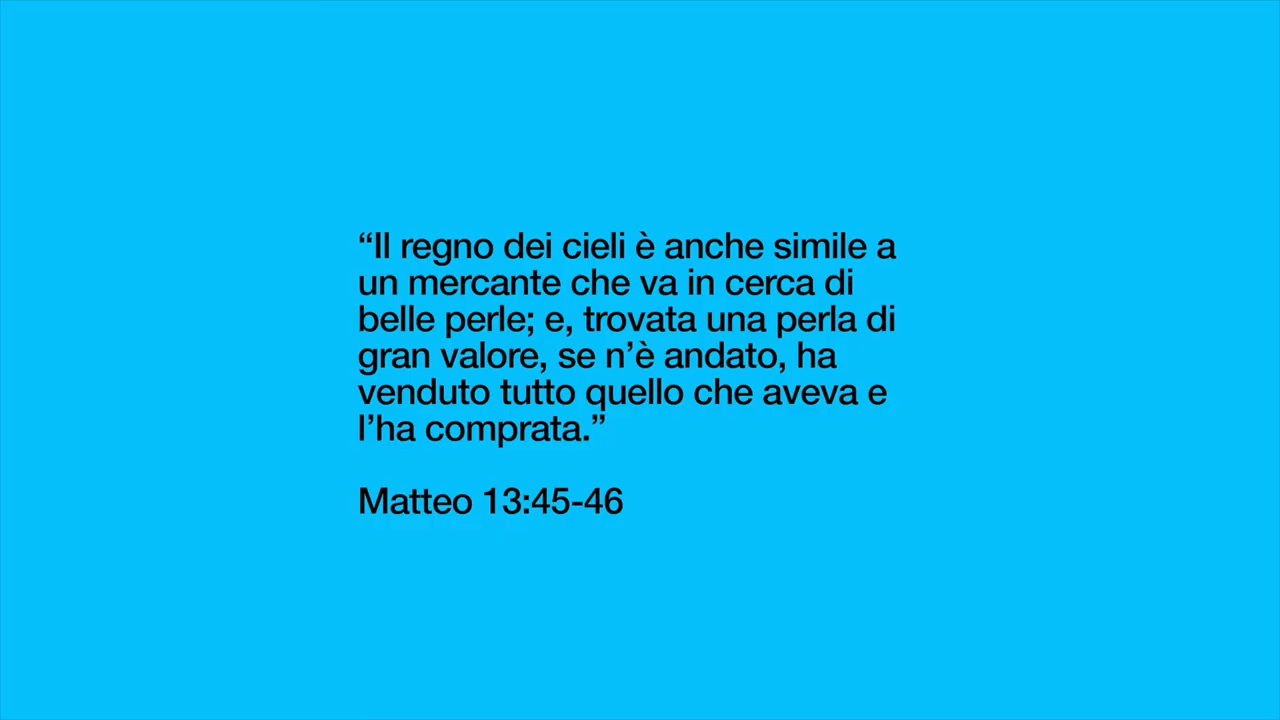 “Il regno dei cieli è anche simile a
un mercante che va in cerca di
belle perle; e, trovata una perla di
gran valore, se n’è andato, ha
venduto tutto quello che aveva e
l’ha comprata.”
Matteo 13:45-46